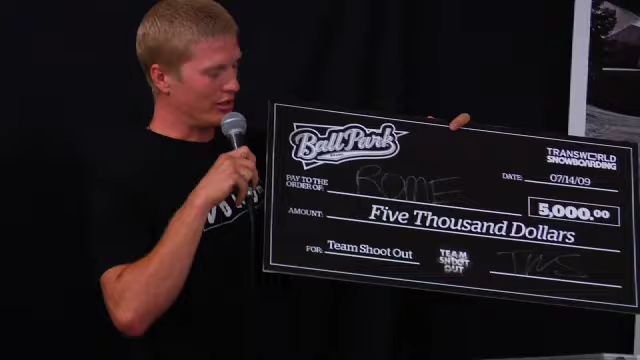 Ball Park
TRANSWORLD
SNOWBOARDING
PAY TO THE
ORDER OF:
ROME
DATE:
07/14/09
5,000.00
AMOUNT:
Five Thousand Dollars
FOR:
Team Shoot Out
TEAM
SHOOT
OUT
TWS